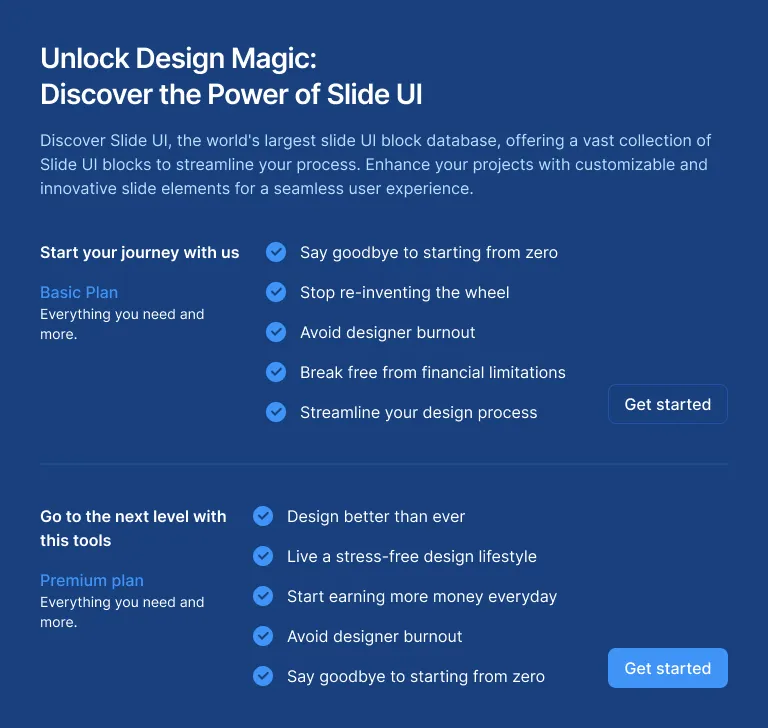 Unlock Design Magic:
Discover the Power of Slide UI
Discover Slide UI, the world's largest slide UI block database, offering a vast collection of
Slide UI blocks to streamline your process. Enhance your projects with customizable and
innovative slide elements for a seamless user experience.
Start your journey with us
Basic Plan
Everything you need and
more.
Say goodbye to starting from zero
Stop re-inventing the wheel
Avoid designer burnout
Break free from financial limitations
Streamline your design process
Get started
Go to the next level with
this tools
Premium plan
Everything you need and
more.
Design better than ever
Live a stress-free design lifestyle
Start earning more money everyday
Avoid designer burnout
Say goodbye to starting from zero
Get started